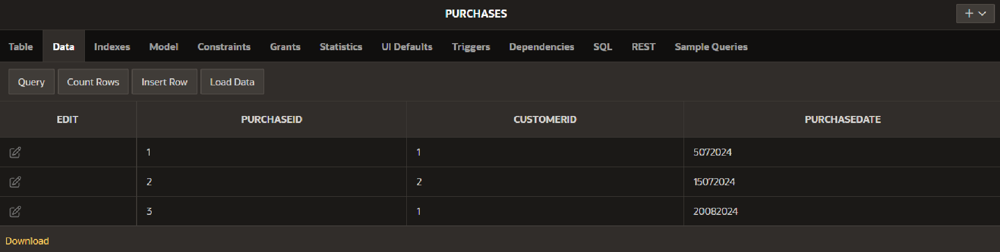 PURCHASES
Table Data Indexes Model Constraints Grants Statistics UI Defaults Triggers Dependencies SQL REST Sample Queries
Query Count Rows Insert Row Load Data
EDIT PURCHASEID CUSTOMERID PURCHASEDATE
1 1 5072024
2 2 15072024
3 1 20082024
Download